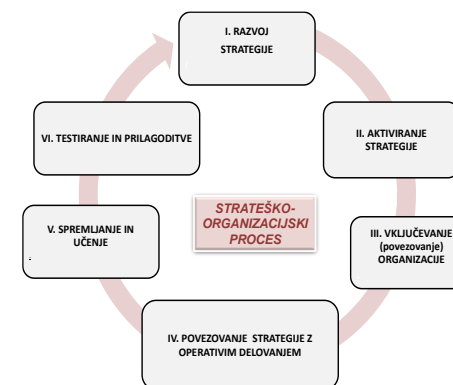 I. RAZVOJ
STRATEGIJE
II. AKTIVIRANJE
STRATEGIJE
III. VKLJUČEVANJE
(povezovanje)
ORGANIZACIJE
IV. POVEZOVANJE STRATEGIJE Z
OPERATIVIM DELOVANJEM
V. SPREMLJANJE IN
UČENJE
.
VI. TESTIRANJE IN PRILAGODITVE
STRATEŠKO-
ORGANIZACIJSKI
PROCES